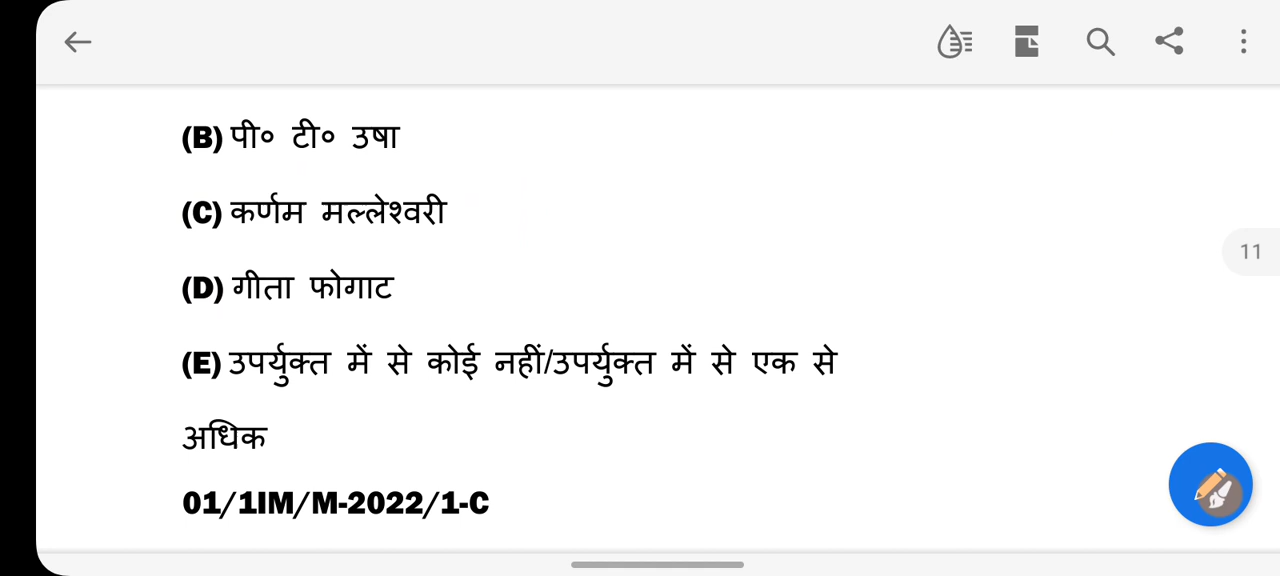 (B) पी० टी० उषा
(C) कर्णम मल्लेश्वरी
11
(D) गीता फोगाट
(E) उपर्युक्त में से कोई नहीं/उपर्युक्त में से एक से
अधिक
01/1IM/M-2022/1-C